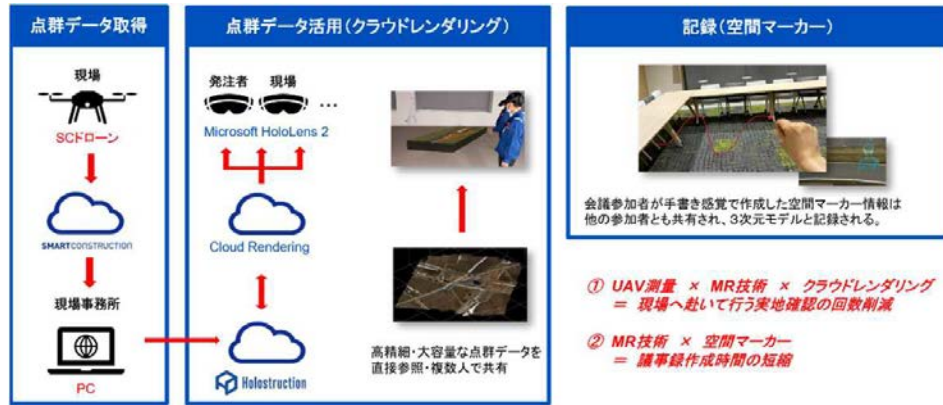 点群データ取得
現場
SCドローン
SMARTCONSTRUCTION
現場事務所
PC
点群データ活用(クラウドレンダリング)
発注者 現場 …
Microsoft HoloLens 2
Cloud Rendering
Holostruction
高精細・大容量な点群データを
直接参照・複数人で共有
記録(空間マーカー)
会議参加者が手書き感覚で作成した空間マーカー情報は
他の参加者とも共有され、3次元モデルと記録される。
① UAV測量 × MR技術 × クラウドレンダリング
= 現場へ赴いて行う実地確認の回数削減
② MR技術 × 空間マーカー
= 議事録作成時間の短縮